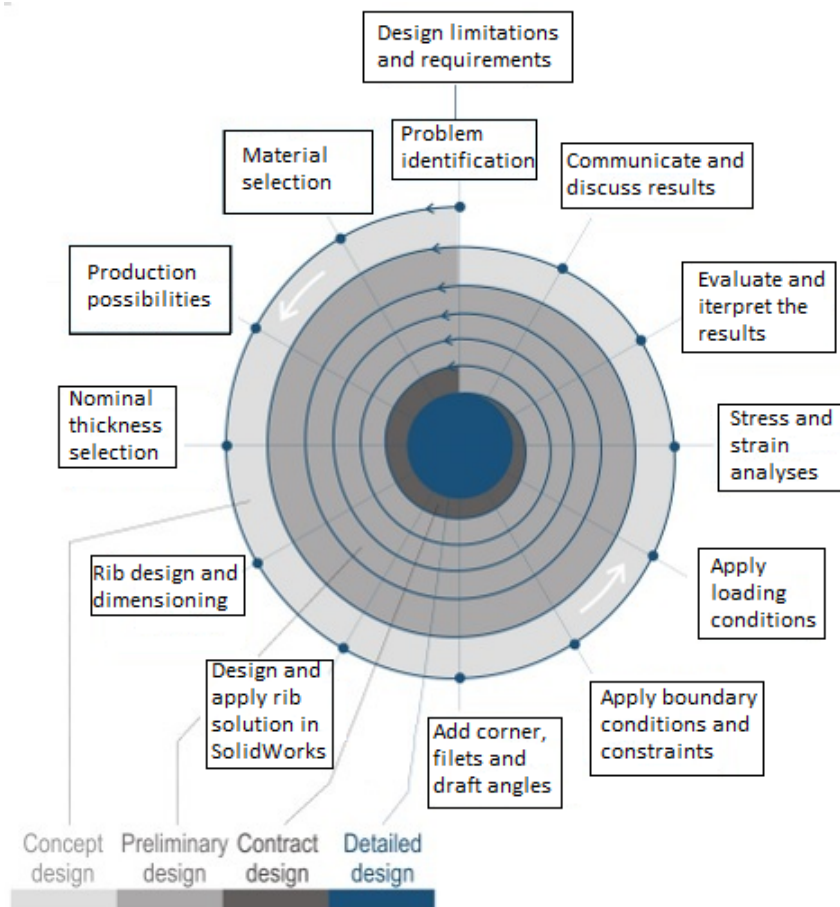 Design limitations
and requirements
Problem
identification
Material
selection
Communicate and
discuss results
Production
possibilities
Evaluate and
iterpret the
results
Nominal
thickness
selection
Stress and
strain
analyses
Rib design and
dimensioning
Apply
loading
conditions
Design and
apply rib
solution in
SolidWorks
Add corner,
filets and
draft angles
Apply boundary
conditions and
constraints
Concept
design
Preliminary
design
Contract
design
Detailed
design